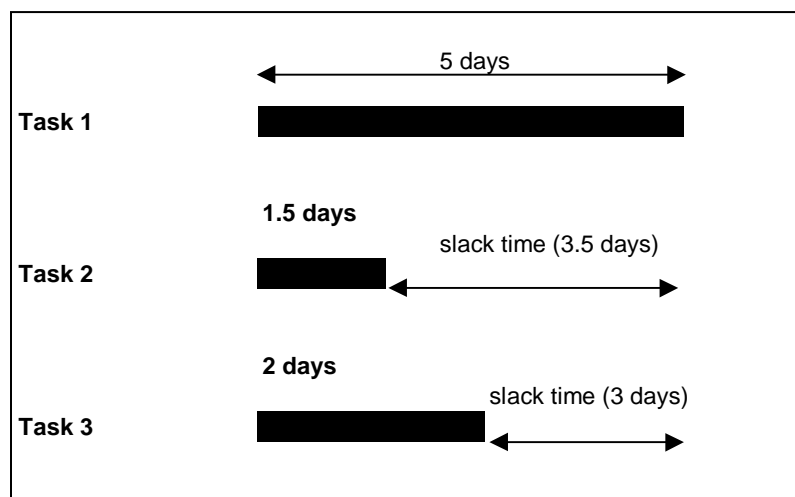 5 days
Task 1
1.5 days
slack time (3.5 days)
Task 2
2 days
slack time (3 days)
Task 3